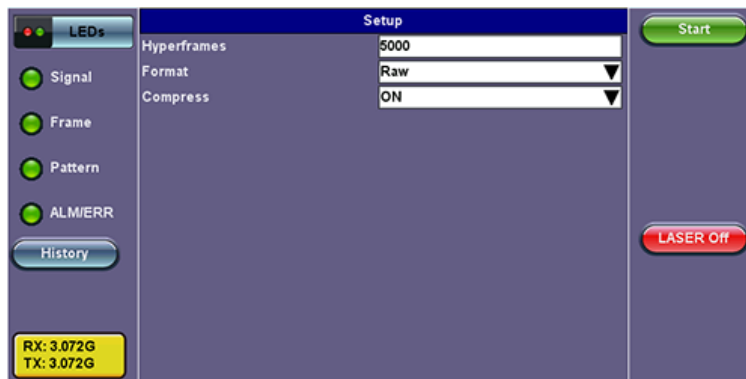 LEDs
Signal
Frame
Pattern
ALM/ERR
History
RX: 3.072G
TX: 3.072G
Setup
Hyperframes 5000
Format Raw
Compress ON
Start
LASER Off